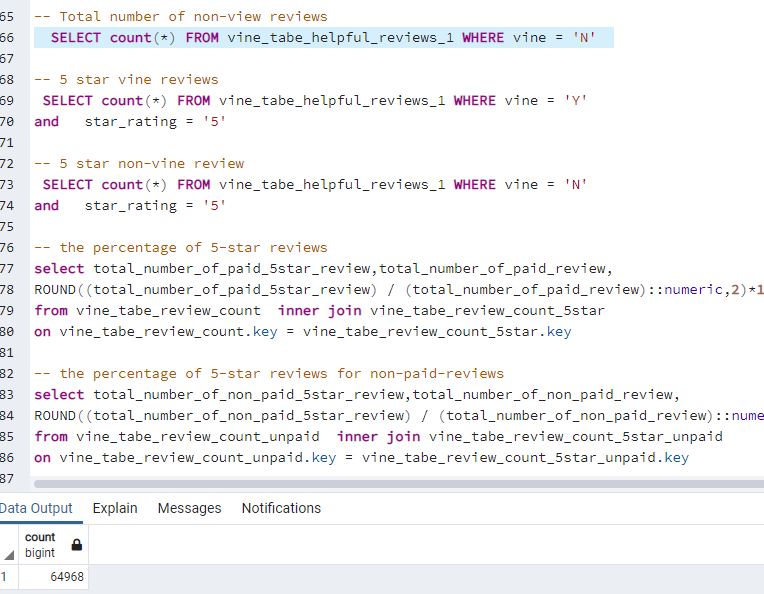 65 -- Total number of non-view reviews
66 SELECT count(*) FROM vine_tabe_helpful_reviews_1 WHERE vine = 'N'
67
68 -- 5 star vine reviews
69 SELECT count(*) FROM vine_tabe_helpful_reviews_1 WHERE vine = 'Y'
70 and star_rating = '5'
71
72 -- 5 star non-vine review
73 SELECT count(*) FROM vine_tabe_helpful_reviews_1 WHERE vine = 'N'
74 and star_rating = '5'
75
76 -- the percentage of 5-star reviews
77 select total_number_of_paid_5star_review,total_number_of_paid_review,
78 ROUND((total_number_of_paid_5star_review) / (total_number_of_paid_review)::numeric,2)*1
79 from vine_tabe_review_count inner join vine_tabe_review_count_5star
80 on vine_tabe_review_count.key = vine_tabe_review_count_5star.key
81
82 -- the percentage of 5-star reviews for non-paid-reviews
83 select total_number_of_non_paid_5star_review,total_number_of_non_paid_review,
84 ROUND((total_number_of_non_paid_5star_review) / (total_number_of_non_paid_review)::nume
85 from vine_tabe_review_count_unpaid inner join vine_tabe_review_count_5star_unpaid
86 on vine_tabe_review_count_unpaid.key = vine_tabe_review_count_5star_unpaid.key
87
Data Output Explain Messages Notifications
count
bigint
1 64968